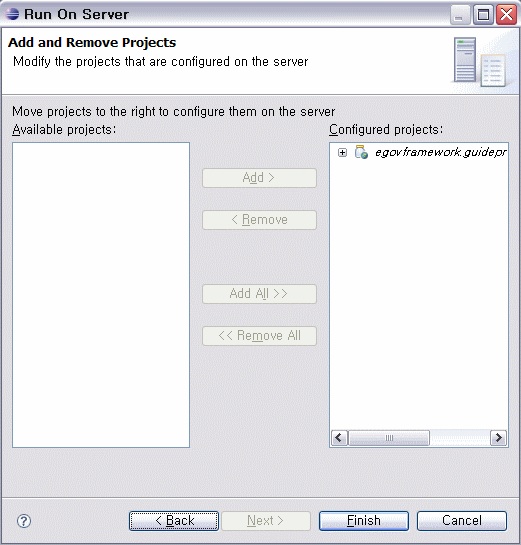 Run On Server
Add and Remove Projects
Modify the projects that are configured on the server
Move projects to the right to configure them on the server
Available projects:
Configured projects:
egovframework.guidepr
Add >
< Remove
Add All >>
<< Remove All
?
< Back
Next >
Finish
Cancel